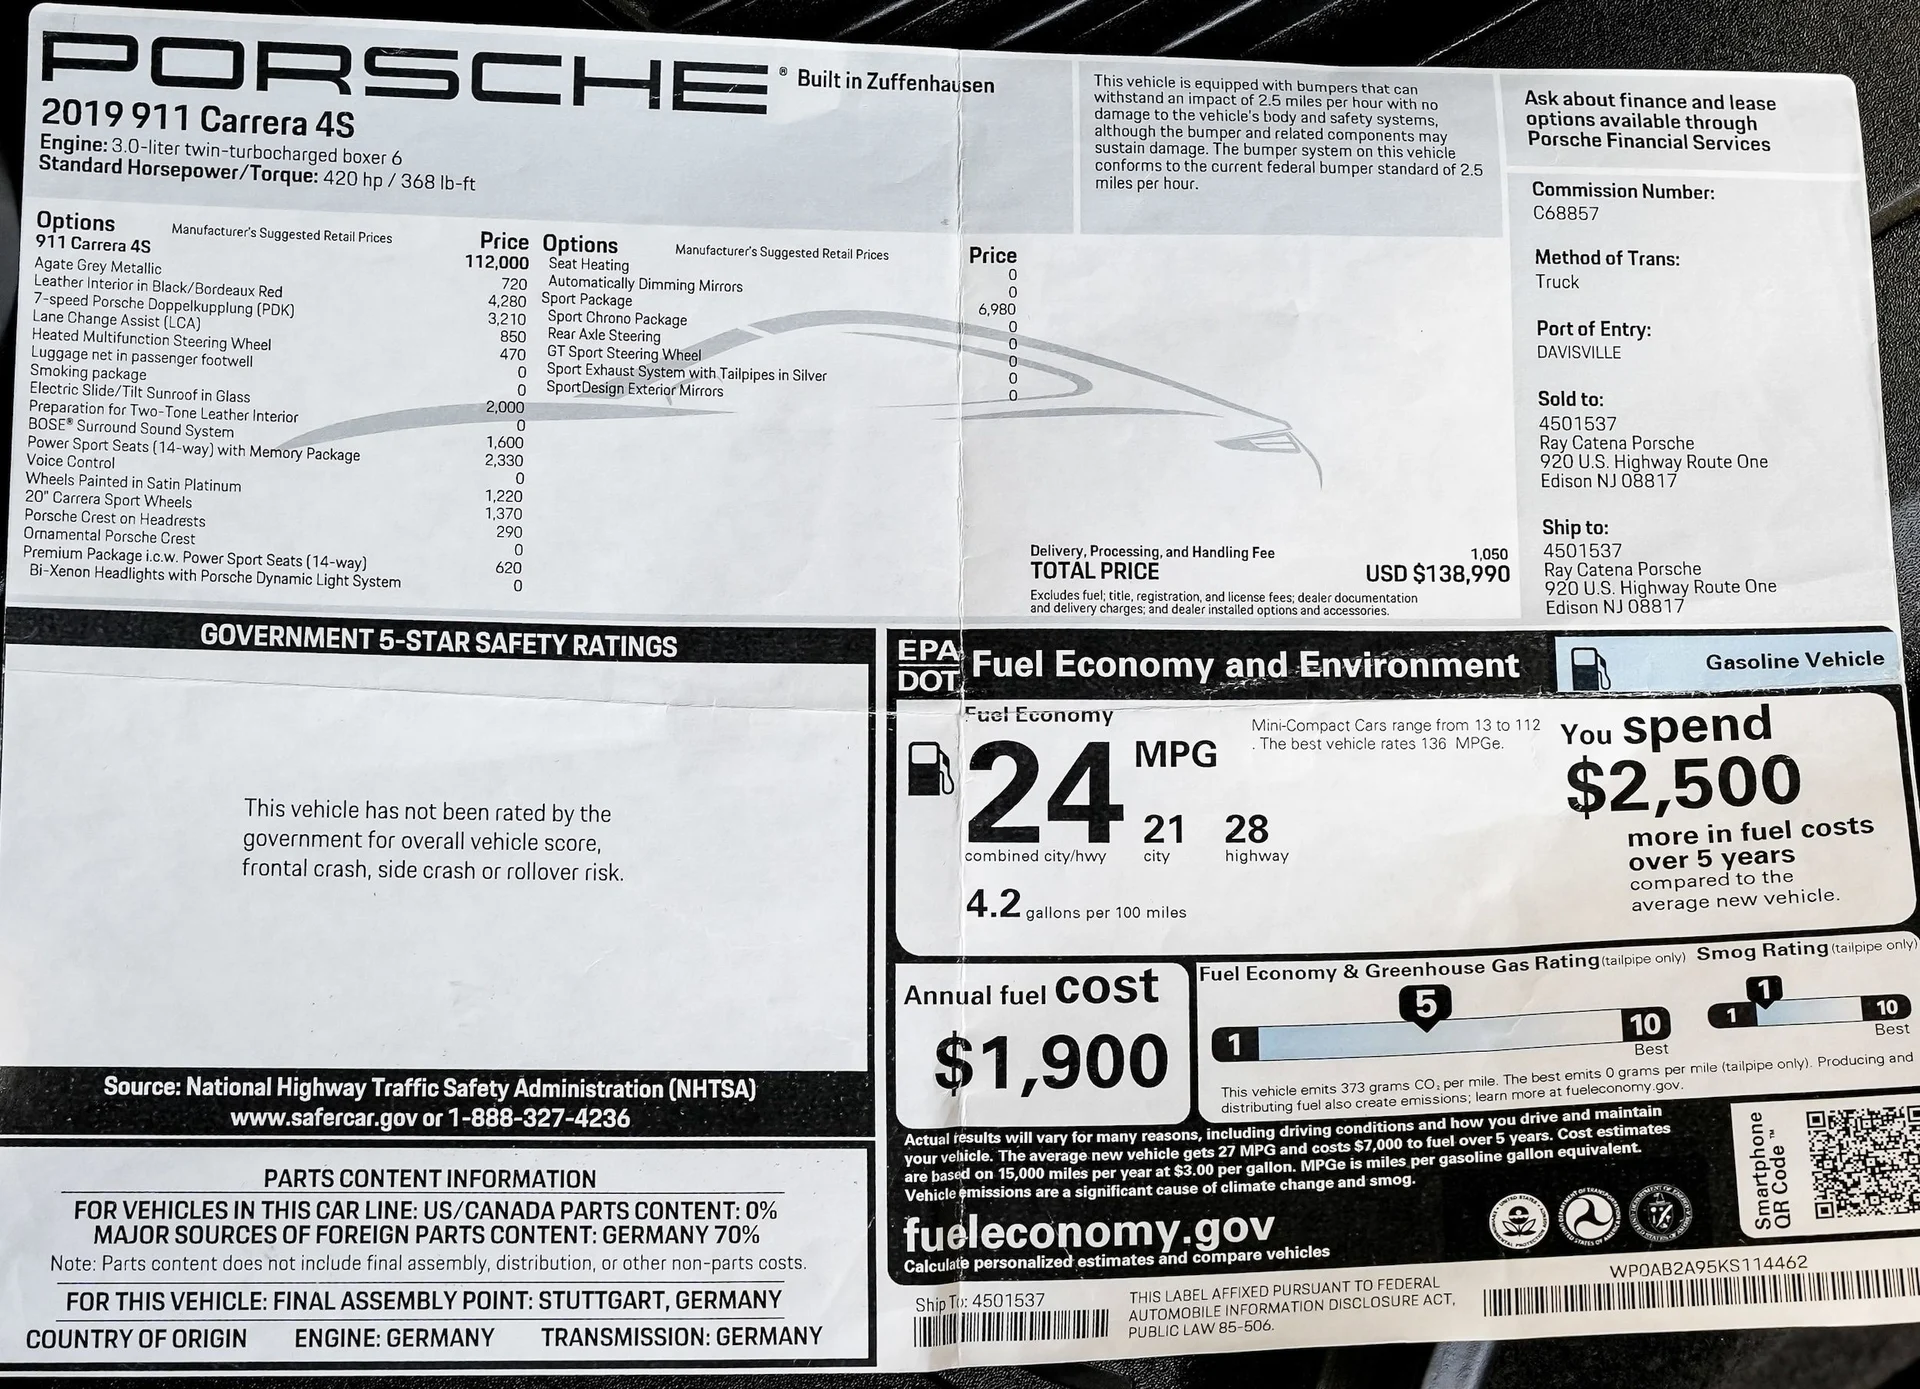 PORSCHE® Built in Zuffenhausen
2019 911 Carrera 4S
Engine: 3.0-liter twin-turbocharged boxer 6
Standard Horsepower/Torque: 420 hp / 368 lb-ft
This vehicle is equipped with bumpers that can
withstand an impact of 2.5 miles per hour with no
damage to the vehicle's body and safety systems,
although the bumper and related components may
sustain damage. The bumper system on this vehicle
conforms to the current federal bumper standard of 2.5
miles per hour.
Ask about finance and lease
options available through
Porsche Financial Services
Options Manufacturer's Suggested Retail Prices Price
911 Carrera 4S 112,000
Agate Grey Metallic 720
Leather Interior in Black/Bordeaux Red 4,280
7-speed Porsche Doppelkupplung (PDK) 3,210
Lane Change Assist (LCA) 850
Heated Multifunction Steering Wheel 470
Luggage net in passenger footwell 0
Smoking package 0
Electric Slide/Tilt Sunroof in Glass 2,000
Preparation for Two-Tone Leather Interior 0
BOSE® Surround Sound System 1,600
Power Sport Seats (14-way) with Memory Package 2,330
Voice Control 0
Wheels Painted in Satin Platinum 1,220
20" Carrera Sport Wheels 1,370
Porsche Crest on Headrests 290
Ornamental Porsche Crest 0
Premium Package i.c.w. Power Sport Seats (14-way) 620
Bi-Xenon Headlights with Porsche Dynamic Light System 0
Options Manufacturer's Suggested Retail Prices Price
Seat Heating 0
Automatically Dimming Mirrors 0
Sport Package 6,980
Sport Chrono Package 0
Rear Axle Steering 0
GT Sport Steering Wheel 0
Sport Exhaust System with Tailpipes in Silver 0
SportDesign Exterior Mirrors 0
Delivery, Processing, and Handling Fee 1,050
TOTAL PRICE USD $138,990
Excludes fuel; title, registration, and license fees; dealer documentation
and delivery charges; and dealer installed options and accessories.
Commission Number:
C68857
Method of Trans:
Truck
Port of Entry:
DAVISVILLE
Sold to:
4501537
Ray Catena Porsche
920 U.S. Highway Route One
Edison NJ 08817
Ship to:
4501537
Ray Catena Porsche
920 U.S. Highway Route One
Edison NJ 08817
GOVERNMENT 5-STAR SAFETY RATINGS
This vehicle has not been rated by the
government for overall vehicle score,
frontal crash, side crash or rollover risk.
Source: National Highway Traffic Safety Administration (NHTSA)
www.safercar.gov or 1-888-327-4236
PARTS CONTENT INFORMATION
FOR VEHICLES IN THIS CAR LINE: US/CANADA PARTS CONTENT: 0%
MAJOR SOURCES OF FOREIGN PARTS CONTENT: GERMANY 70%
Note: Parts content does not include final assembly, distribution, or other non-parts costs.
FOR THIS VEHICLE: FINAL ASSEMBLY POINT: STUTTGART, GERMANY
COUNTRY OF ORIGIN ENGINE: GERMANY TRANSMISSION: GERMANY
EPA
DOT
Fuel Economy and Environment
Gasoline Vehicle
Fuel Economy
24 MPG
combined city/hwy
21
city
28
highway
4.2 gallons per 100 miles
Mini-Compact Cars range from 13 to 112
. The best vehicle rates 136 MPGe.
You spend
$2,500
more in fuel costs
over 5 years
compared to the
average new vehicle.
Annual fuel cost
$1,900
Fuel Economy & Greenhouse Gas Rating (tailpipe only)
5
1 10
Best
Smog Rating (tailpipe only)
1
1 10
Best
This vehicle emits 373 grams CO₂ per mile. The best emits 0 grams per mile (tailpipe only). Producing and
distributing fuel also create emissions; learn more at fueleconomy.gov.
Actual results will vary for many reasons, including driving conditions and how you drive and maintain
your vehicle. The average new vehicle gets 27 MPG and costs $7,000 to fuel over 5 years. Cost estimates
are based on 15,000 miles per year at $3.00 per gallon. MPGe is miles per gasoline gallon equivalent.
Vehicle emissions are a significant cause of climate change and smog.
fueleconomy.gov
Calculate personalized estimates and compare vehicles
Smartphone
QR Code ™
Ship To: 4501537
THIS LABEL AFFIXED PURSUANT TO FEDERAL
AUTOMOBILE INFORMATION DISCLOSURE ACT,
PUBLIC LAW 85-506.
WP0AB2A95KS114462